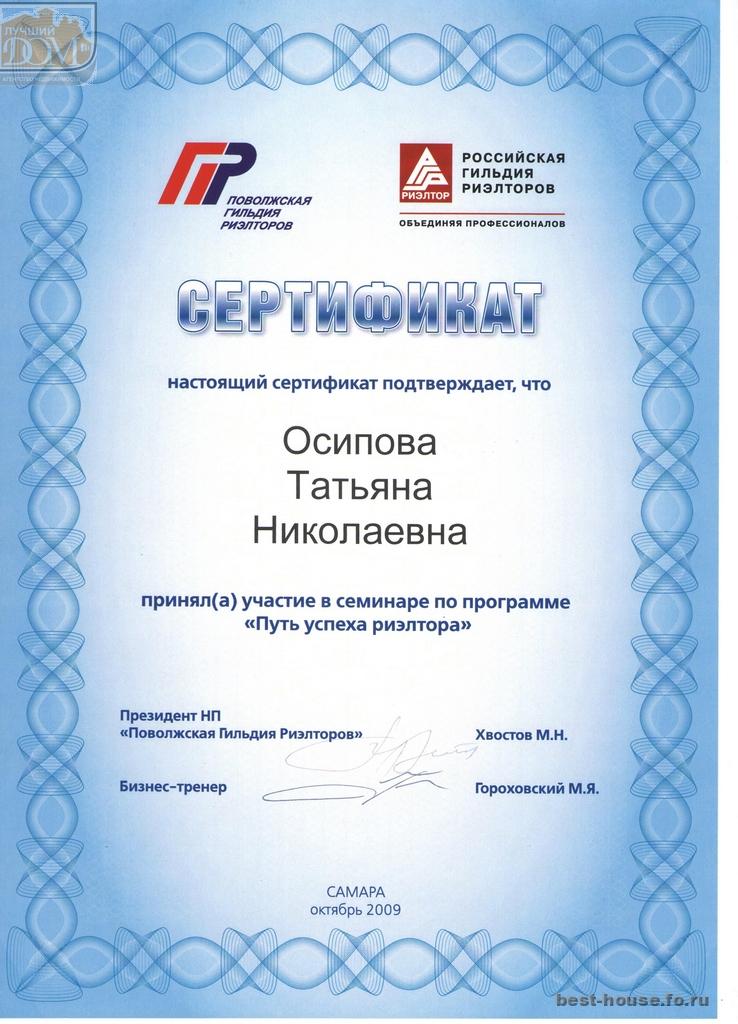 ЛУЧШИЙ
ДОМ
АГЕНТСТВО НЕДВИЖИМОСТИ
ПОВОЛЖСКАЯ
ГИЛЬДИЯ
РИЭЛТОРОВ
РИЭЛТОР
РОССИЙСКАЯ
ГИЛЬДИЯ
РИЭЛТОРОВ
ОБЪЕДИНЯЯ ПРОФЕССИОНАЛОВ
СЕРТИФИКАТ
настоящий сертификат подтверждает, что
Осипова
Татьяна
Николаевна
принял(а) участие в семинаре по программе
«Путь успеха риэлтора»
Президент НП
«Поволжская Гильдия Риэлторов»
Хвостов М.Н.
Бизнес-тренер
Гороховский М.Я.
САМАРА
октябрь 2009
best-house.fo.ru